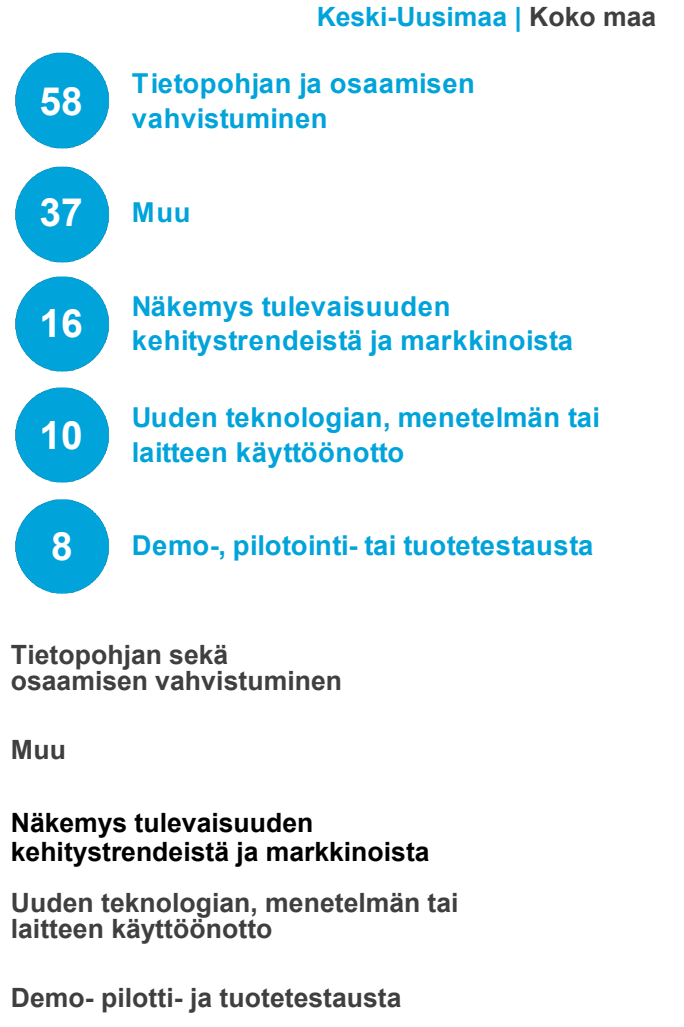 Keski-Uusimaa | Koko maa
58
Tietopohjan ja osaamisen
vahvistuminen
37
Muu
16
Näkemys tulevaisuuden
kehitystrendeistä ja markkinoista
10
Uuden teknologian, menetelmän tai
laitteen käyttöönotto
8
Demo-, pilotointi- tai tuotetestausta
Tietopohjan sekä
osaamisen vahvistuminen
Muu
Näkemys tulevaisuuden
kehitystrendeistä ja markkinoista
Uuden teknologian, menetelmän tai
laitteen käyttöönotto
Demo- pilotti- ja tuotetestausta